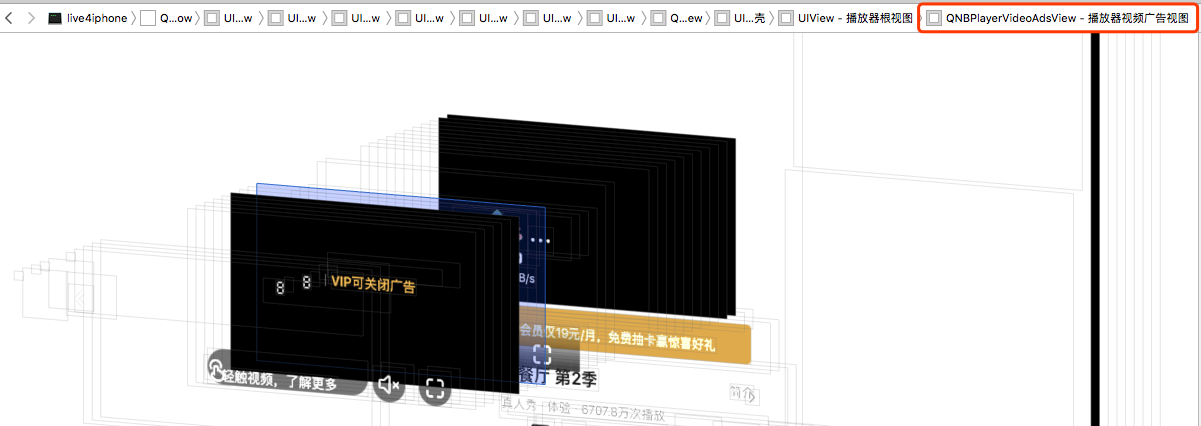 live4iphone
Q...ow
UI...w
UI...w
UI...w
UI...w
UI...w
UI...w
UI...w
Q...ew
UI...壳
UIView - 播放器根视图
QNBPlayerVideoAdsView - 播放器视频广告视图
8 8 VIP可关闭广告
B/s
会员仅19元/月，免费抽卡赢惊喜好礼
轻触视频，了解更多
餐厅 第2季
简介
真人秀 · 体验 · 6707.8万次播放